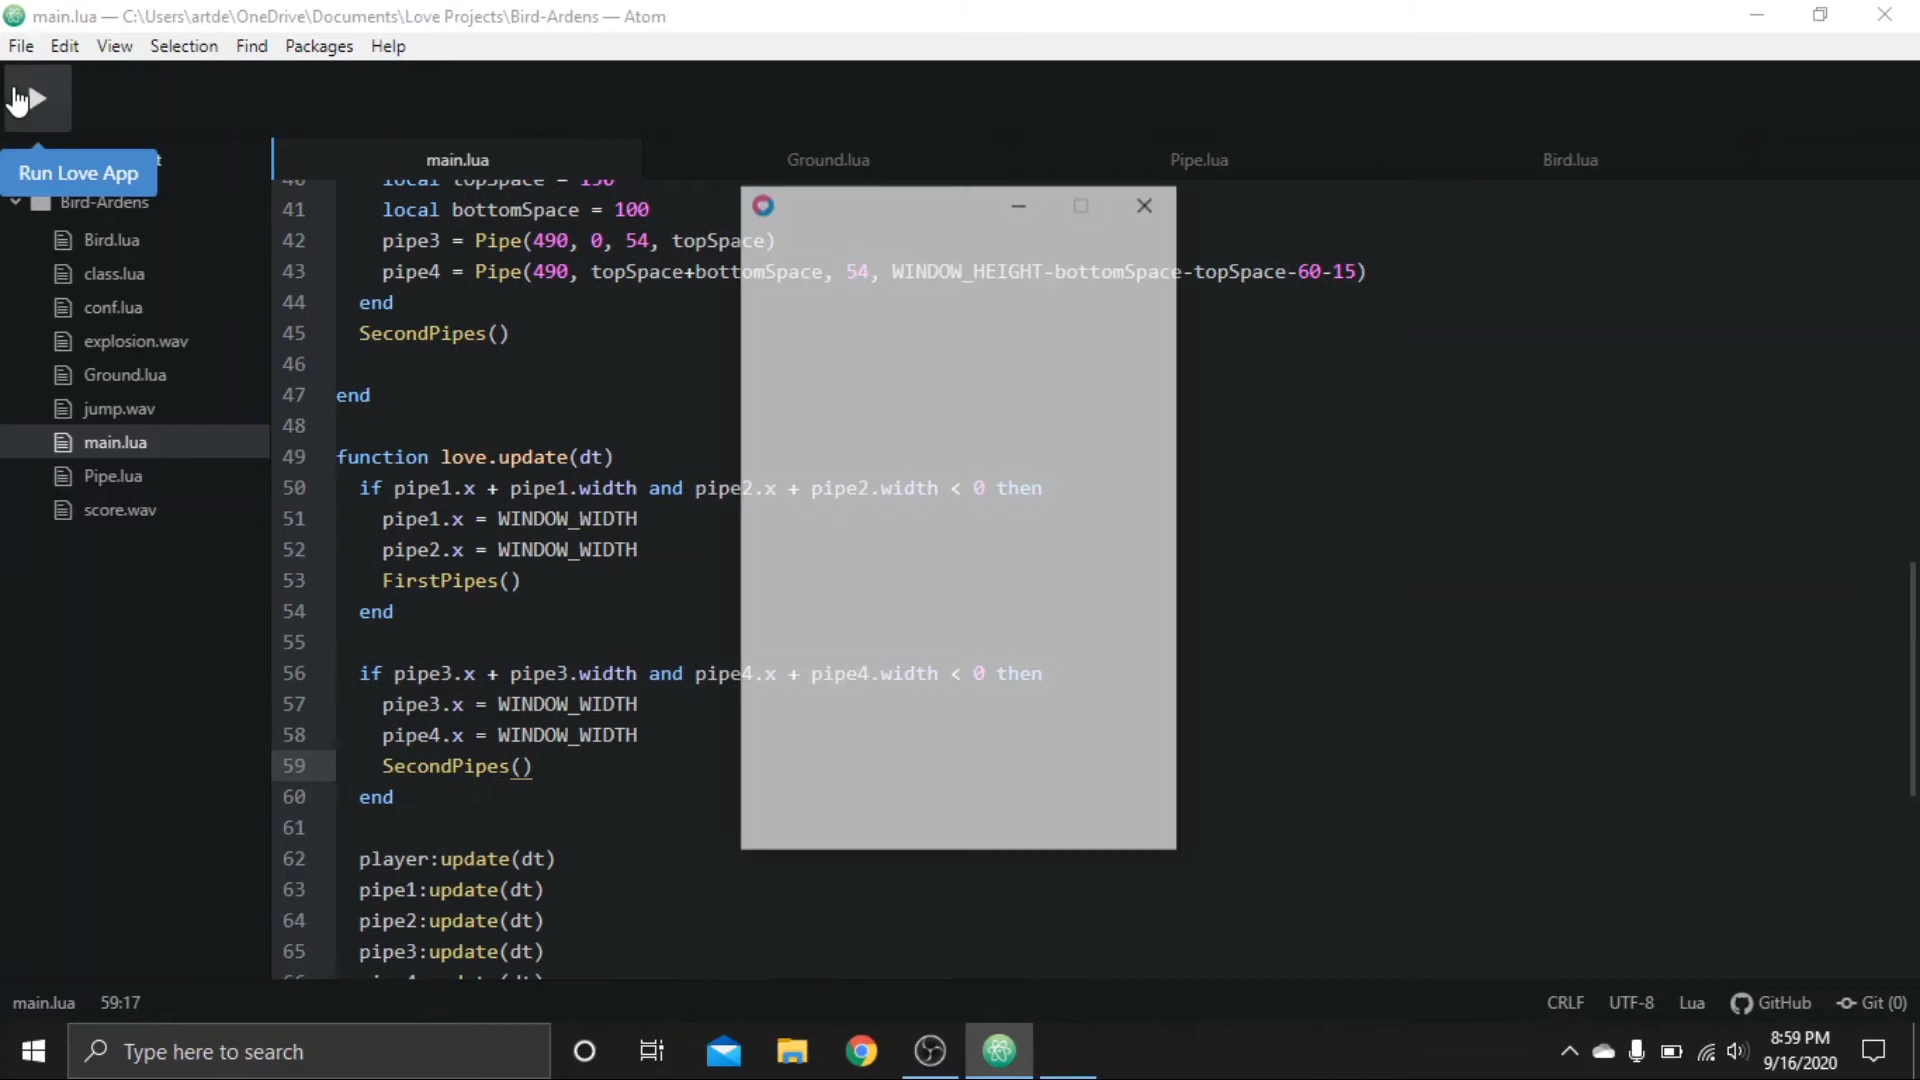 main.lua — C:\Users\artde\OneDrive\Documents\Love Projects\Bird-Ardens — Atom
File Edit View Selection Find Packages Help
Run Love App
Bird-Ardens
Bird.lua
class.lua
conf.lua
explosion.wav
Ground.lua
jump.wav
main.lua
Pipe.lua
score.wav
main.lua Ground.lua Pipe.lua Bird.lua
40 local topSpace = 150
41 local bottomSpace = 100
42 pipe3 = Pipe(490, 0, 54, topSpace)
43 pipe4 = Pipe(490, topSpace+bottomSpace, 54, WINDOW_HEIGHT-bottomSpace-topSpace-60-15)
44 end
45 SecondPipes()
46
47 end
48
49 function love.update(dt)
50 if pipe1.x + pipe1.width and pipe2.x + pipe2.width < 0 then
51 pipe1.x = WINDOW_WIDTH
52 pipe2.x = WINDOW_WIDTH
53 FirstPipes()
54 end
55
56 if pipe3.x + pipe3.width and pipe4.x + pipe4.width < 0 then
57 pipe3.x = WINDOW_WIDTH
58 pipe4.x = WINDOW_WIDTH
59 SecondPipes()
60 end
61
62 player:update(dt)
63 pipe1:update(dt)
64 pipe2:update(dt)
65 pipe3:update(dt)
main.lua 59:17 CRLF UTF-8 Lua GitHub Git (0)
Type here to search
8:59 PM
9/16/2020